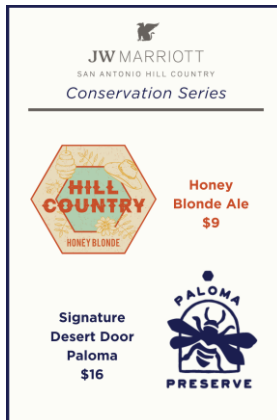 JW MARRIOTT
SAN ANTONIO HILL COUNTRY
Conservation Series
HILL
COUNTRY
HONEY BLONDE
Honey
Blonde Ale
$9
Signature
Desert Door
Paloma
$16
PALOMA
PRESERVE